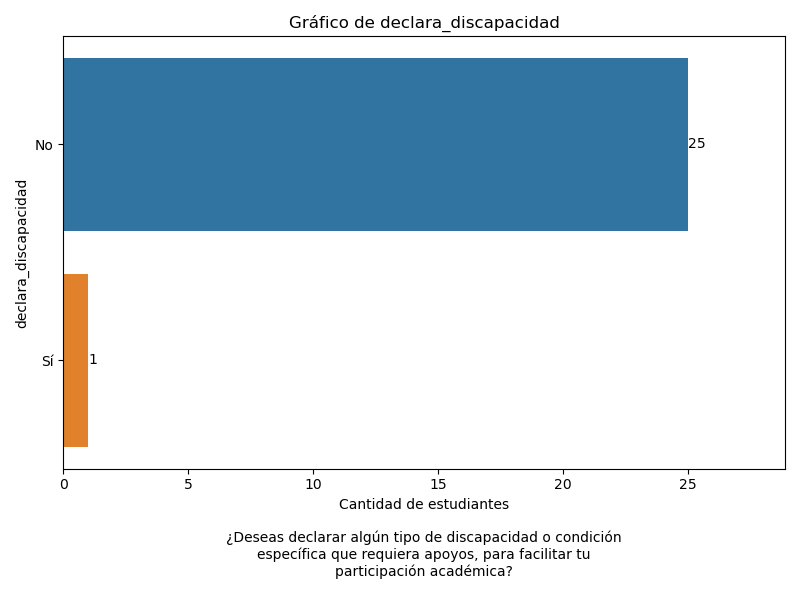 Gráfico de declara_discapacidad
declara_discapacidad
No
25
Sí
1
0 5 10 15 20 25
Cantidad de estudiantes
¿Deseas declarar algún tipo de discapacidad o condición
específica que requiera apoyos, para facilitar tu
participación académica?